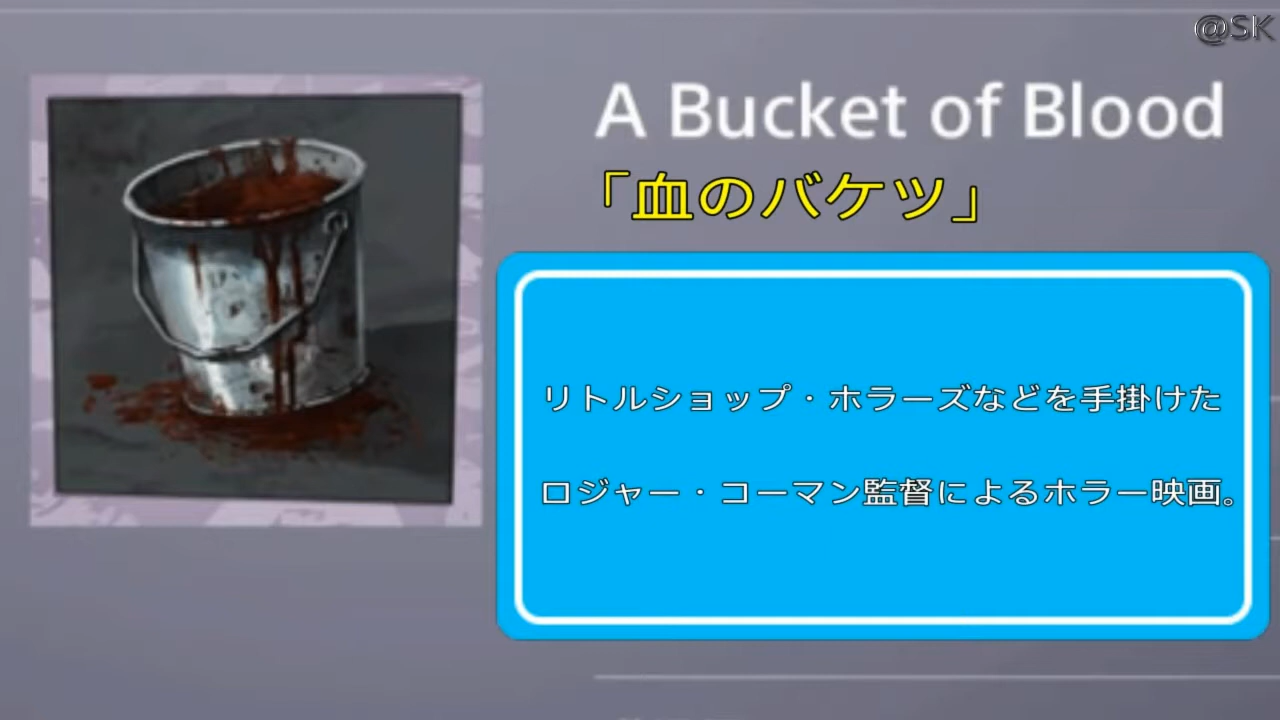 @SK
A Bucket of Blood
「血のバケツ」
リトルショップ・ホラーズなどを手掛けた
ロジャー・コーマン監督によるホラー映画。